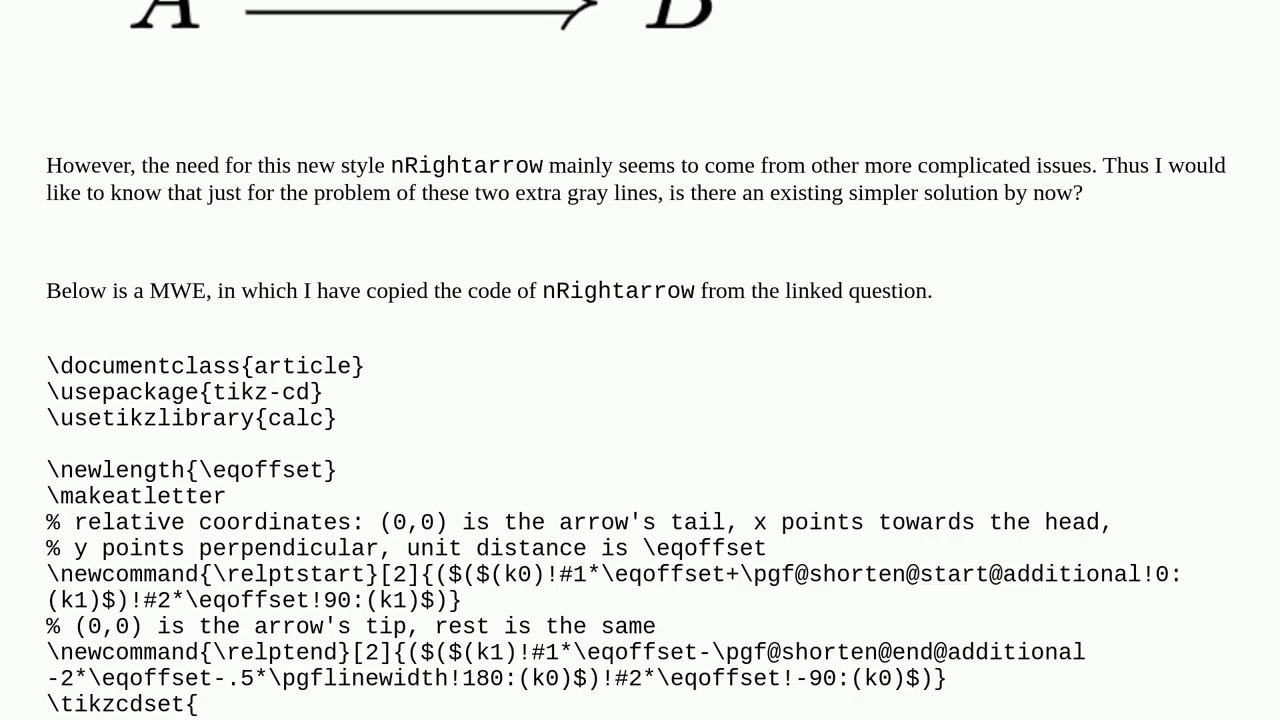 A B
However, the need for this new style nRightarrow mainly seems to come from other more complicated issues. Thus I would
like to know that just for the problem of these two extra gray lines, is there an existing simpler solution by now?
Below is a MWE, in which I have copied the code of nRightarrow from the linked question.
\documentclass{article}
\usepackage{tikz-cd}
\usetikzlibrary{calc}
\newlength{\eqoffset}
\makeatletter
% relative coordinates: (0,0) is the arrow's tail, x points towards the head,
% y points perpendicular, unit distance is \eqoffset
\newcommand{\relptstart}[2]{($($(k0)!#1*\eqoffset+\pgf@shorten@start@additional!0:
(k1)$)!#2*\eqoffset!90:(k1)$)}
% (0,0) is the arrow's tip, rest is the same
\newcommand{\relptend}[2]{($($(k1)!#1*\eqoffset-\pgf@shorten@end@additional
-2*\eqoffset-.5*\pgflinewidth!180:(k0)$)!#2*\eqoffset!-90:(k0)$)}
\tikzcdset{